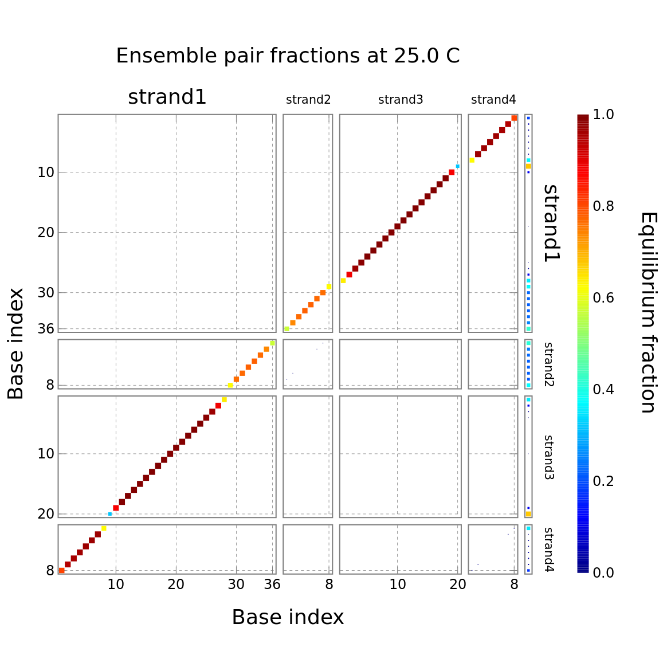 Ensemble pair fractions at 25.0 C
strand1 strand2 strand3 strand4
1.0
10
0.8
strand1
20
30
0.6
36
Base index
Equilibrium fraction
strand2
8
0.4
strand3
10
0.2
20
strand4
8
0.0
10 20 30 36 8 10 20 8
Base index